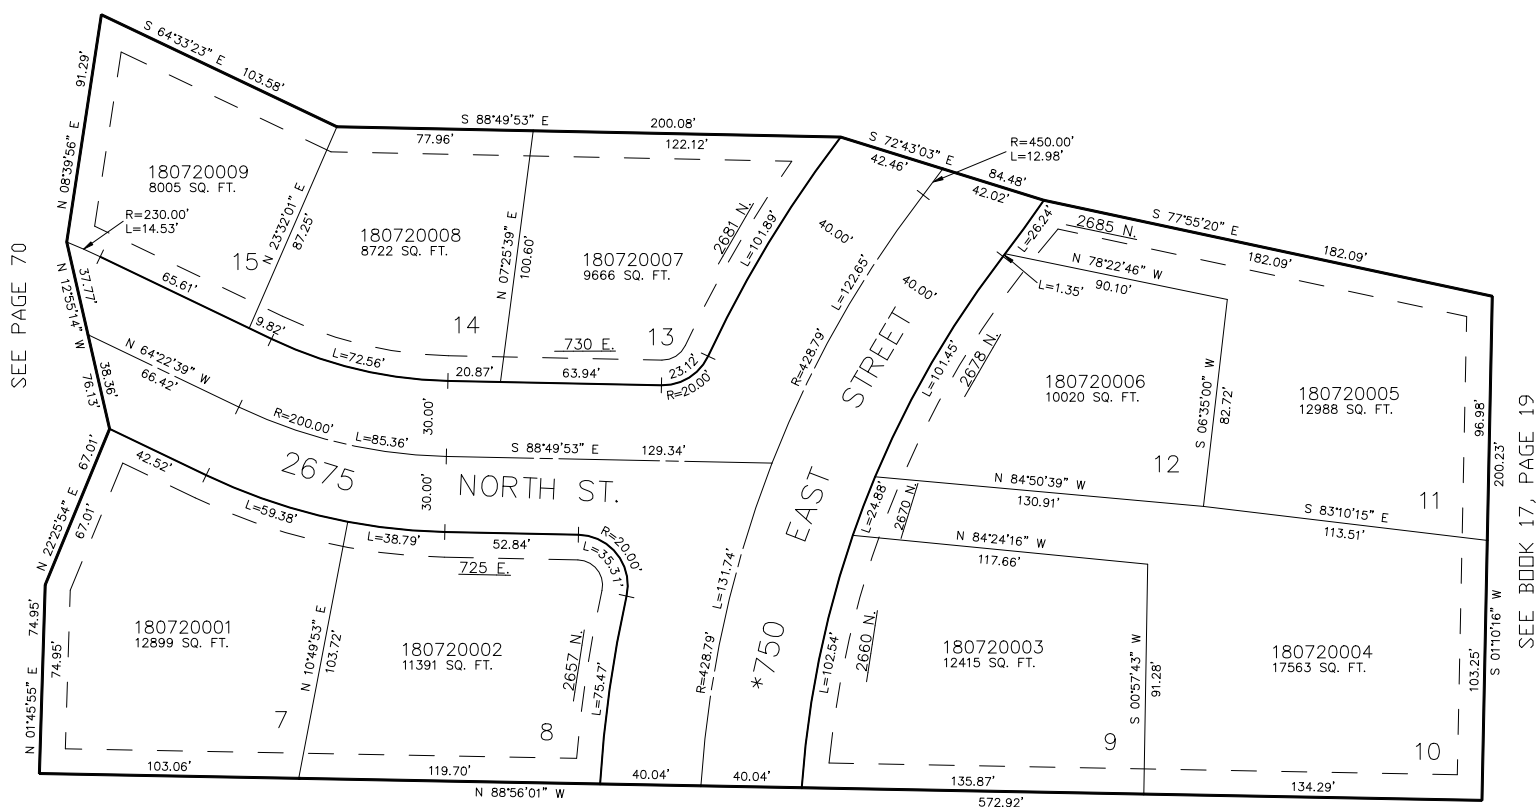 S 64°33'23" E
103.58'
91.29'
N 08°39'56" E
180720009
8005 SQ. FT.
R=230.00'
L=14.53'
15
65.61'
N 23°32'01" E
87.25'
9.82'
S 88°49'53" E
200.08'
77.96'
122.12'
180720008
8722 SQ. FT.
14
N 07°25'39" E
100.60'
180720007
9666 SQ. FT.
13
730 E.
2681 N.
L=101.89'
L=72.56'
20.87'
63.94'
23.12'
R=20.00'
S 72°43'03" E
84.48'
42.46'
42.02'
R=450.00'
L=12.98'
40.00'
40.00'
L=122.65'
R=428.79'
L=26.24'
L=1.35'
2685 N.
S 77°55'20" E
182.09'
182.09'
N 78°22'46" W
90.10'
L=101.45'
2678 N.
180720006
10020 SQ. FT.
12
S 06°35'00" W
82.72'
180720005
12988 SQ. FT.
11
96.98'
200.23'
SEE PAGE 70
37.77'
N 12°55'14" W
38.36'
76.13'
N 64°22'39" W
66.42'
R=200.00'
L=85.36'
30.00'
30.00'
S 88°49'53" E
129.34'
2675 NORTH ST.
*750 EAST STREET
N 84°50'39" W
130.91'
S 83°10'15" E
113.51'
L=24.88'
2670 N.
N 84°24'16" W
117.66'
67.01'
N 22°25'54" E
67.01'
42.52'
L=59.38'
L=38.79'
52.84'
R=20.00'
L=35.31'
725 E.
L=131.74'
R=428.79'
74.95'
N 01°45'55" E
74.95'
180720001
12899 SQ. FT.
7
N 10°49'53" E
103.72'
180720002
11391 SQ. FT.
8
2657 N.
L=75.47'
L=102.54'
2660 N.
180720003
12415 SQ. FT.
9
S 00°57'43" W
91.28'
180720004
17563 SQ. FT.
10
103.25'
S 01°10'16" W
SEE BOOK 17, PAGE 19
103.06'
119.70'
40.04'
40.04'
135.87'
134.29'
N 88°56'01" W
572.92'